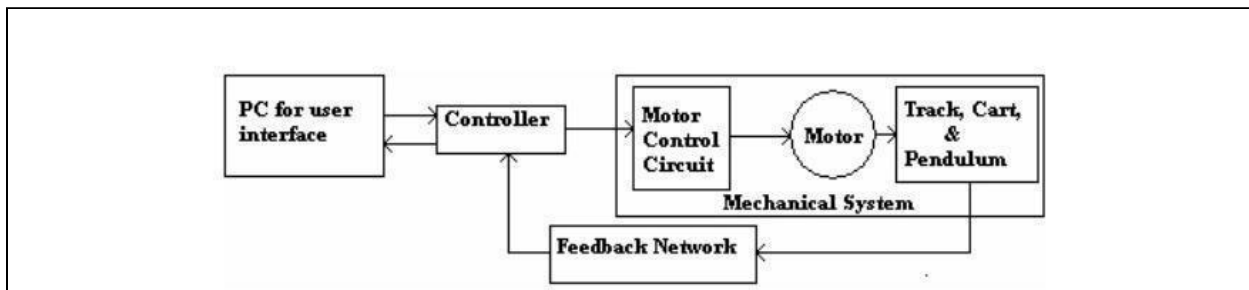 PC for user
interface
Controller
Motor
Control
Circuit
Motor
Track, Cart,
&
Pendulum
Mechanical System
Feedback Network